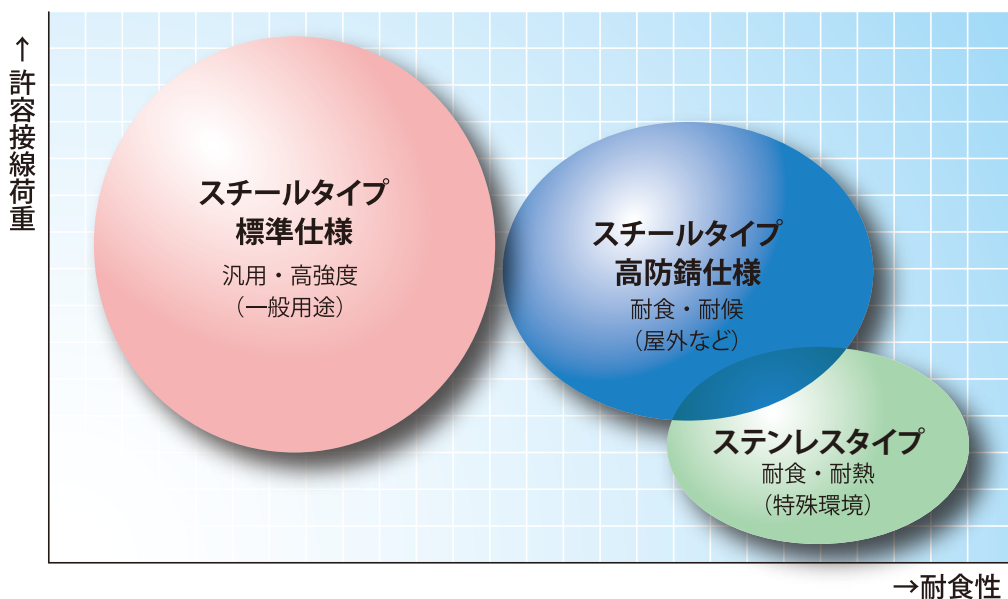 ↑許容接線荷重
スチールタイプ
標準仕様
汎用・高強度
（一般用途）
スチールタイプ
高防錆仕様
耐食・耐候
（屋外など）
ステンレスタイプ
耐食・耐熱
（特殊環境）
→耐食性